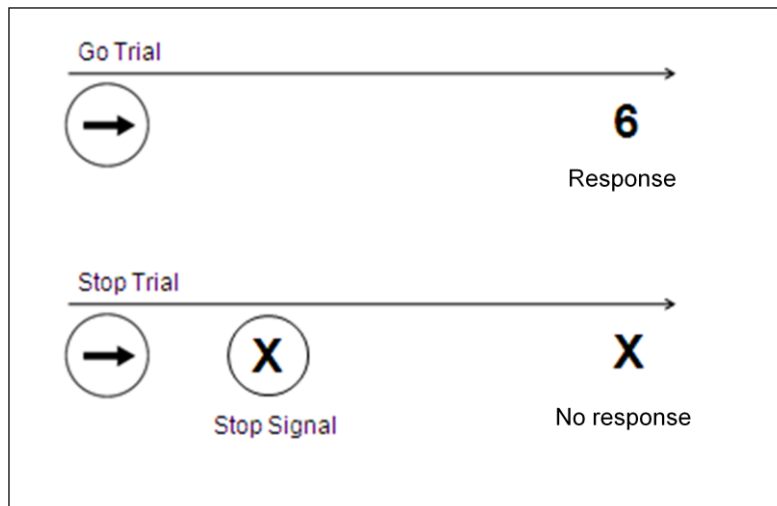 Go Trial
6
Response
Stop Trial
X X
Stop Signal
No response